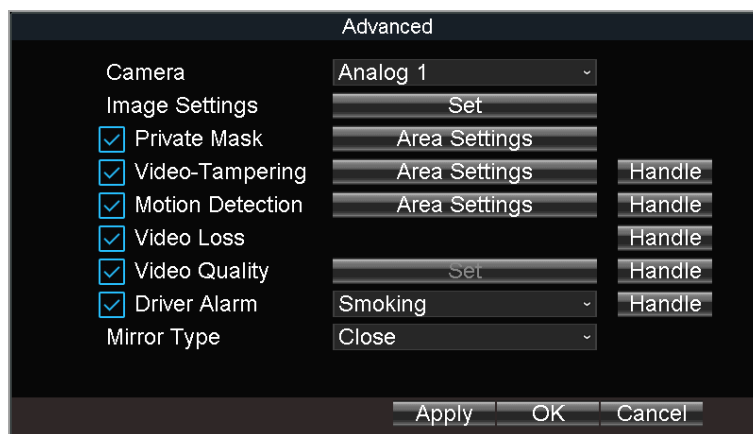 Advanced
Camera Analog 1
Image Settings Set
Private Mask Area Settings
Video-Tampering Area Settings Handle
Motion Detection Area Settings Handle
Video Loss Handle
Video Quality Set Handle
Driver Alarm Smoking Handle
Mirror Type Close
Apply OK Cancel